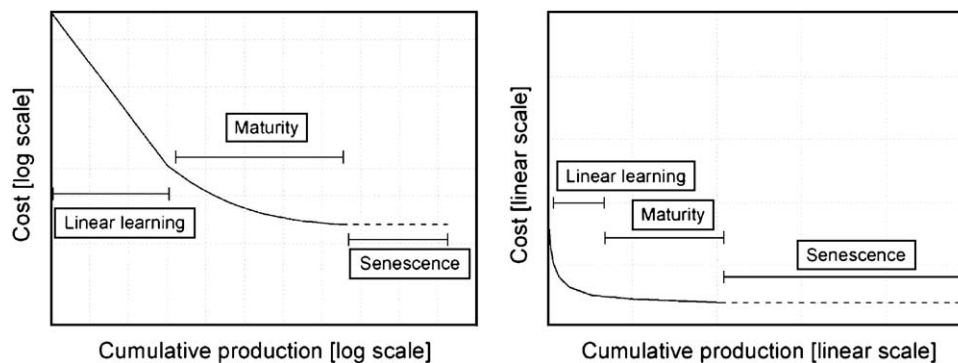 Cost [log scale]
Maturity
Linear learning
Senescence
Cumulative production [log scale]
Cost [linear scale]
Linear learning
Maturity
Senescence
Cumulative production [linear scale]